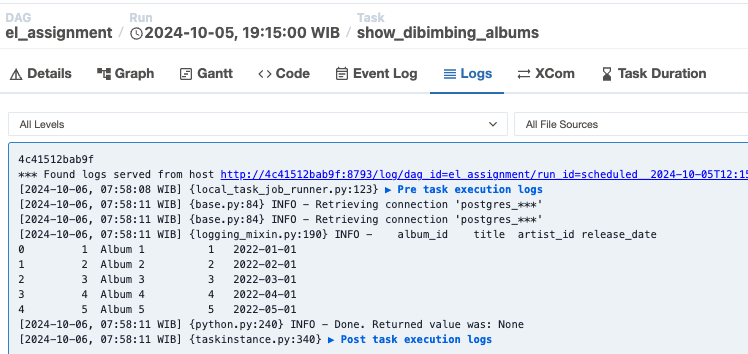 DAG Run Task
el_assignment / 2024-10-05, 19:15:00 WIB / show_dibimbing_albums
Details Graph Gantt Code Event Log Logs XCom Task Duration
All Levels All File Sources
4c41512bab9f
*** Found logs served from host http://4c41512bab9f:8793/log/dag_id=el_assignment/run_id=scheduled__2024-10-05T12:15
[2024-10-06, 07:58:08 WIB] {local_task_job_runner.py:123} ▶ Pre task execution logs
[2024-10-06, 07:58:11 WIB] {base.py:84} INFO - Retrieving connection 'postgres_***'
[2024-10-06, 07:58:11 WIB] {base.py:84} INFO - Retrieving connection 'postgres_***'
[2024-10-06, 07:58:11 WIB] {logging_mixin.py:190} INFO -    album_id    title  artist_id release_date
0         1  Album 1          1   2022-01-01
1         2  Album 2          2   2022-02-01
2         3  Album 3          3   2022-03-01
3         4  Album 4          4   2022-04-01
4         5  Album 5          5   2022-05-01
[2024-10-06, 07:58:11 WIB] {python.py:240} INFO - Done. Returned value was: None
[2024-10-06, 07:58:11 WIB] {taskinstance.py:340} ▶ Post task execution logs